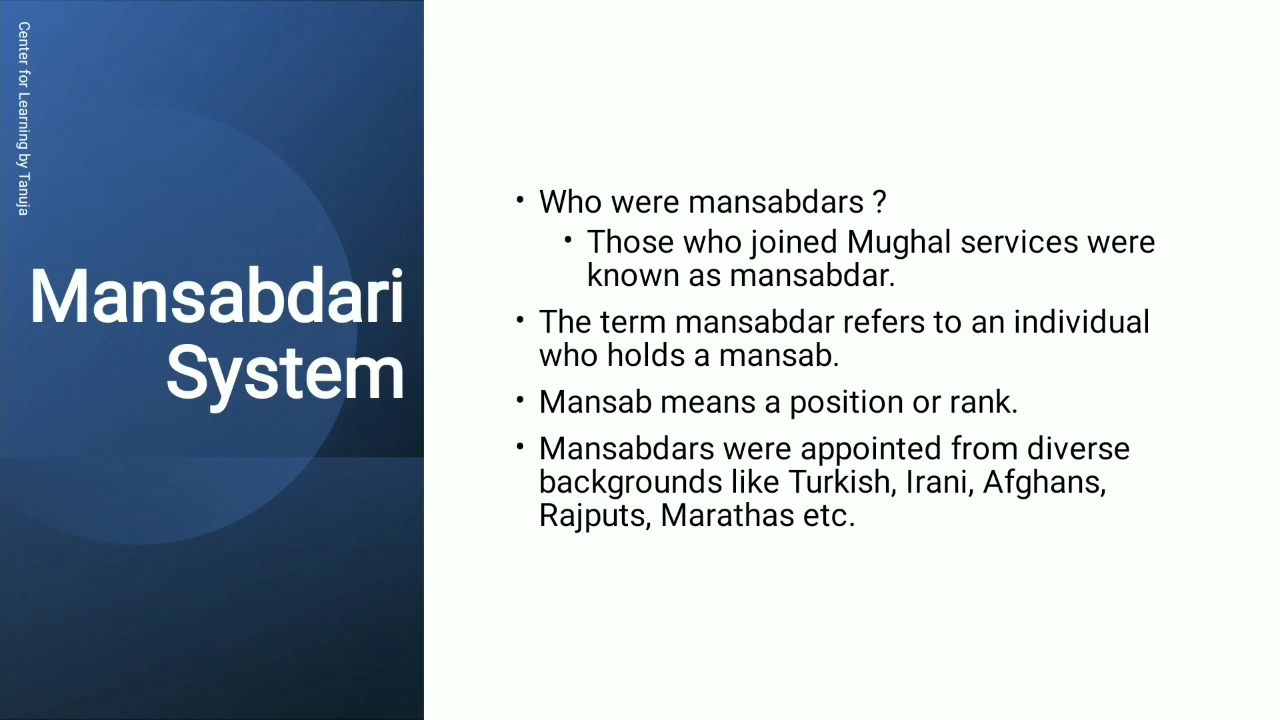 Center for Learning by Tanuja
Mansabdari
System
• Who were mansabdars ?
• Those who joined Mughal services were
known as mansabdar.
• The term mansabdar refers to an individual
who holds a mansab.
• Mansab means a position or rank.
• Mansabdars were appointed from diverse
backgrounds like Turkish, Irani, Afghans,
Rajputs, Marathas etc.